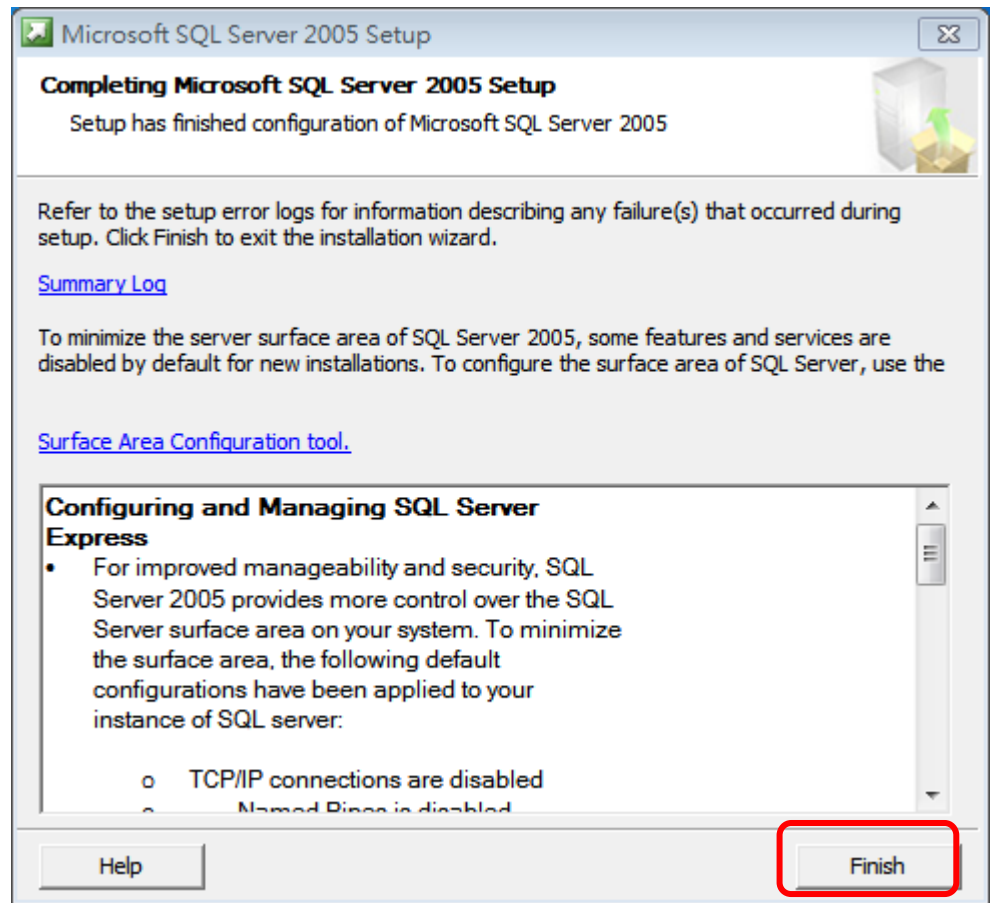 Microsoft SQL Server 2005 Setup
Completing Microsoft SQL Server 2005 Setup
Setup has finished configuration of Microsoft SQL Server 2005
Refer to the setup error logs for information describing any failure(s) that occurred during
setup. Click Finish to exit the installation wizard.
Summary Log
To minimize the server surface area of SQL Server 2005, some features and services are
disabled by default for new installations. To configure the surface area of SQL Server, use the
Surface Area Configuration tool.
Configuring and Managing SQL Server
Express
• For improved manageability and security, SQL
Server 2005 provides more control over the SQL
Server surface area on your system. To minimize
the surface area, the following default
configurations have been applied to your
instance of SQL server:
o TCP/IP connections are disabled
o Named Pipes is disabled
Help
Finish